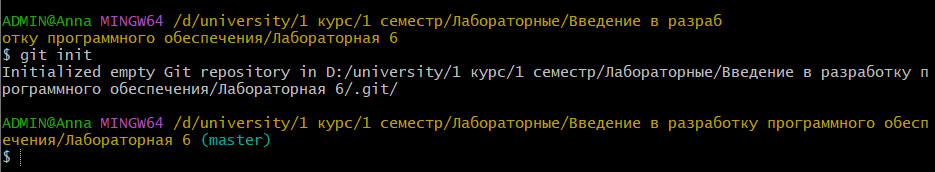 ADMIN@Anna MINGW64 /d/university/1 курс/1 семестр/Лабораторные/Введение в разраб
отку программного обеспечения/Лабораторная 6
$ git init
Initialized empty Git repository in D:/university/1 курс/1 семестр/Лабораторные/Введение в разработку п
рограммного обеспечения/Лабораторная 6/.git/
ADMIN@Anna MINGW64 /d/university/1 курс/1 семестр/Лабораторные/Введение в разработку программного обесп
ечения/Лабораторная 6 (master)
$